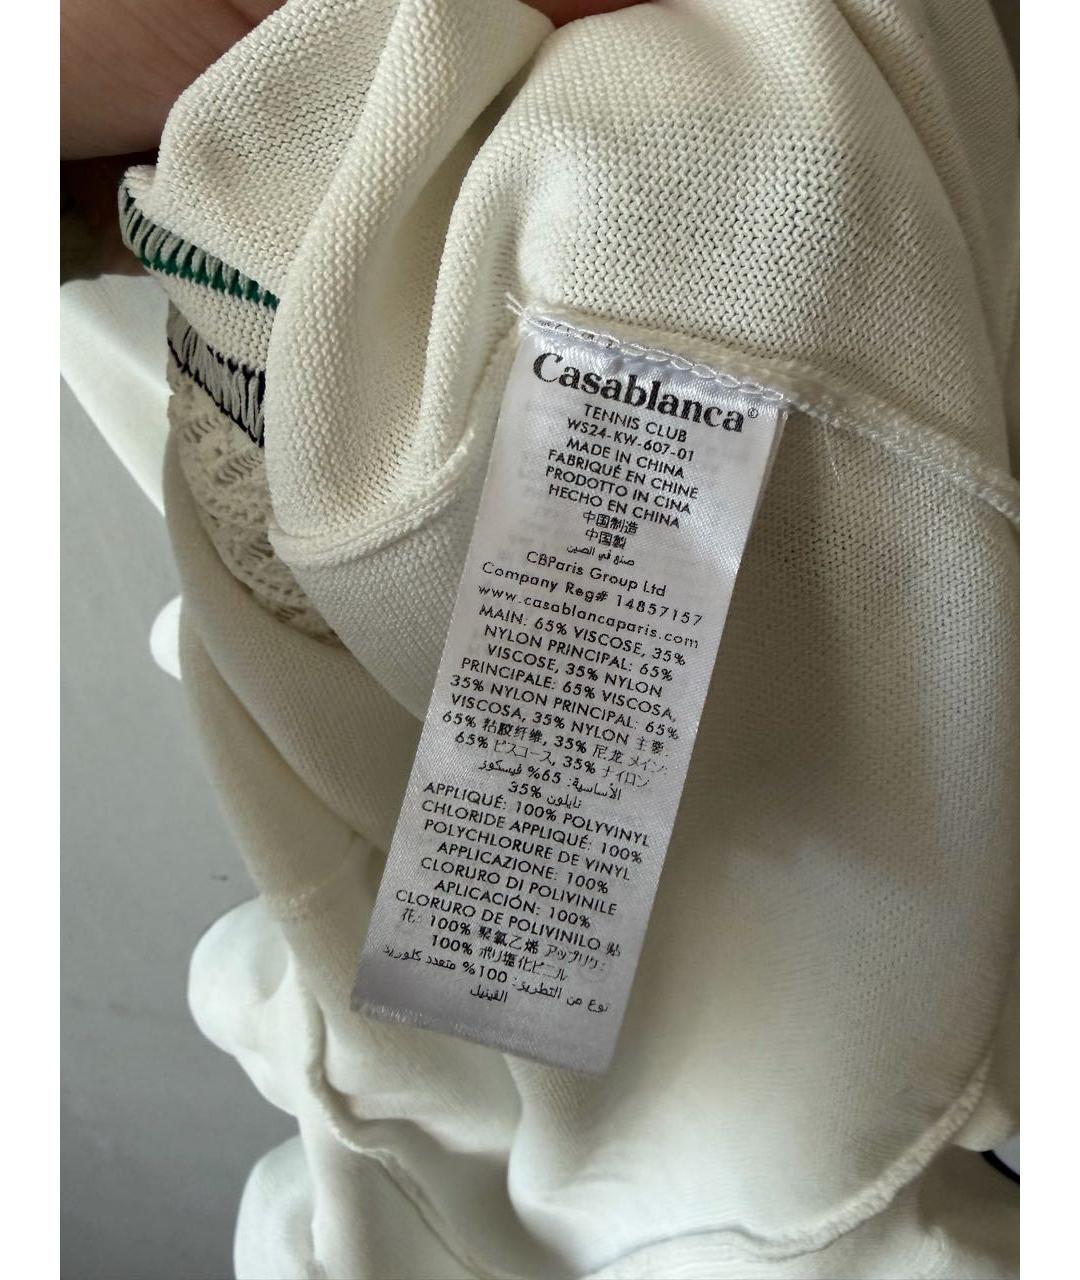 Casablanca®
TENNIS CLUB
WS24-KW-607-01
MADE IN CHINA
FABRIQUÉ EN CHINE
PRODOTTO IN CINA
HECHO EN CHINA
中国制造
中国製
صنع في الصين
CBParis Group Ltd
Company Reg# 14857157
www.casablancaparis.com
MAIN: 65% VISCOSE, 35%
NYLON PRINCIPAL: 65%
VISCOSE, 35% NYLON
PRINCIPALE: 65% VISCOSA,
35% NYLON PRINCIPAL: 65%
VISCOSA, 35% NYLON 主要:
65% 粘胶纤维, 35% 尼龙 メイン:
65% ビスコース, 35% ナイロン
الأساسية: 65% فيسكوز
35% نايلون
APPLIQUÉ: 100% POLYVINYL
CHLORIDE APPLIQUÉ: 100%
POLYCHLORURE DE VINYL
APPLICAZIONE: 100%
CLORURO DI POLIVINILE
APLICACIÓN: 100%
CLORURO DE POLIVINILO 貼
花: 100% 聚氯乙烯 アップリケ:
100% ポリ塩化ビニル
نوع من التطريز: 100% متعدد كلوريد
الفينيل